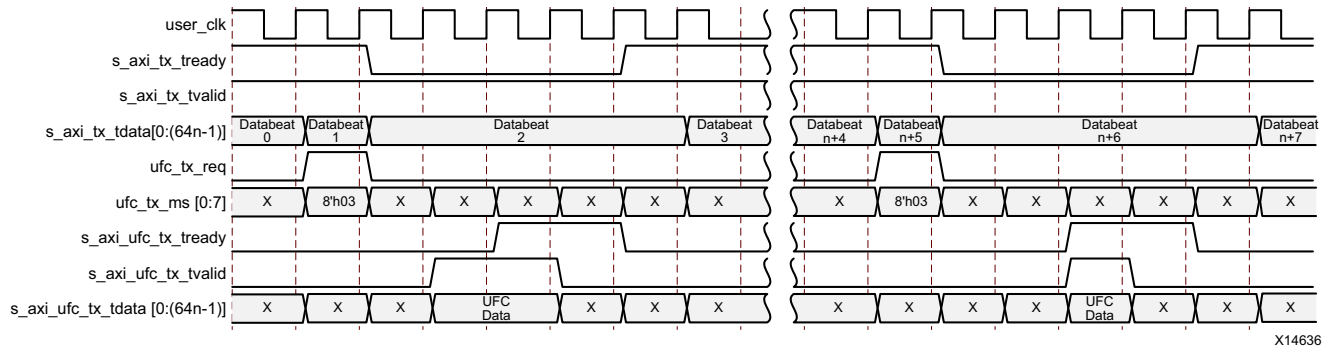 user_clk
s_axi_tx_tready
s_axi_tx_tvalid
s_axi_tx_tdata[0:(64n-1)] Databeat 0 Databeat 1 Databeat 2 Databeat 3 Databeat n+4 Databeat n+5 Databeat n+6 Databeat n+7
ufc_tx_req
ufc_tx_ms [0:7] X 8'h03 X X X X X X X 8'h03 X X X X X X
s_axi_ufc_tx_tready
s_axi_ufc_tx_tvalid
s_axi_ufc_tx_tdata [0:(64n-1)] X X X UFC Data X X X X X X X UFC Data X X X
X14636